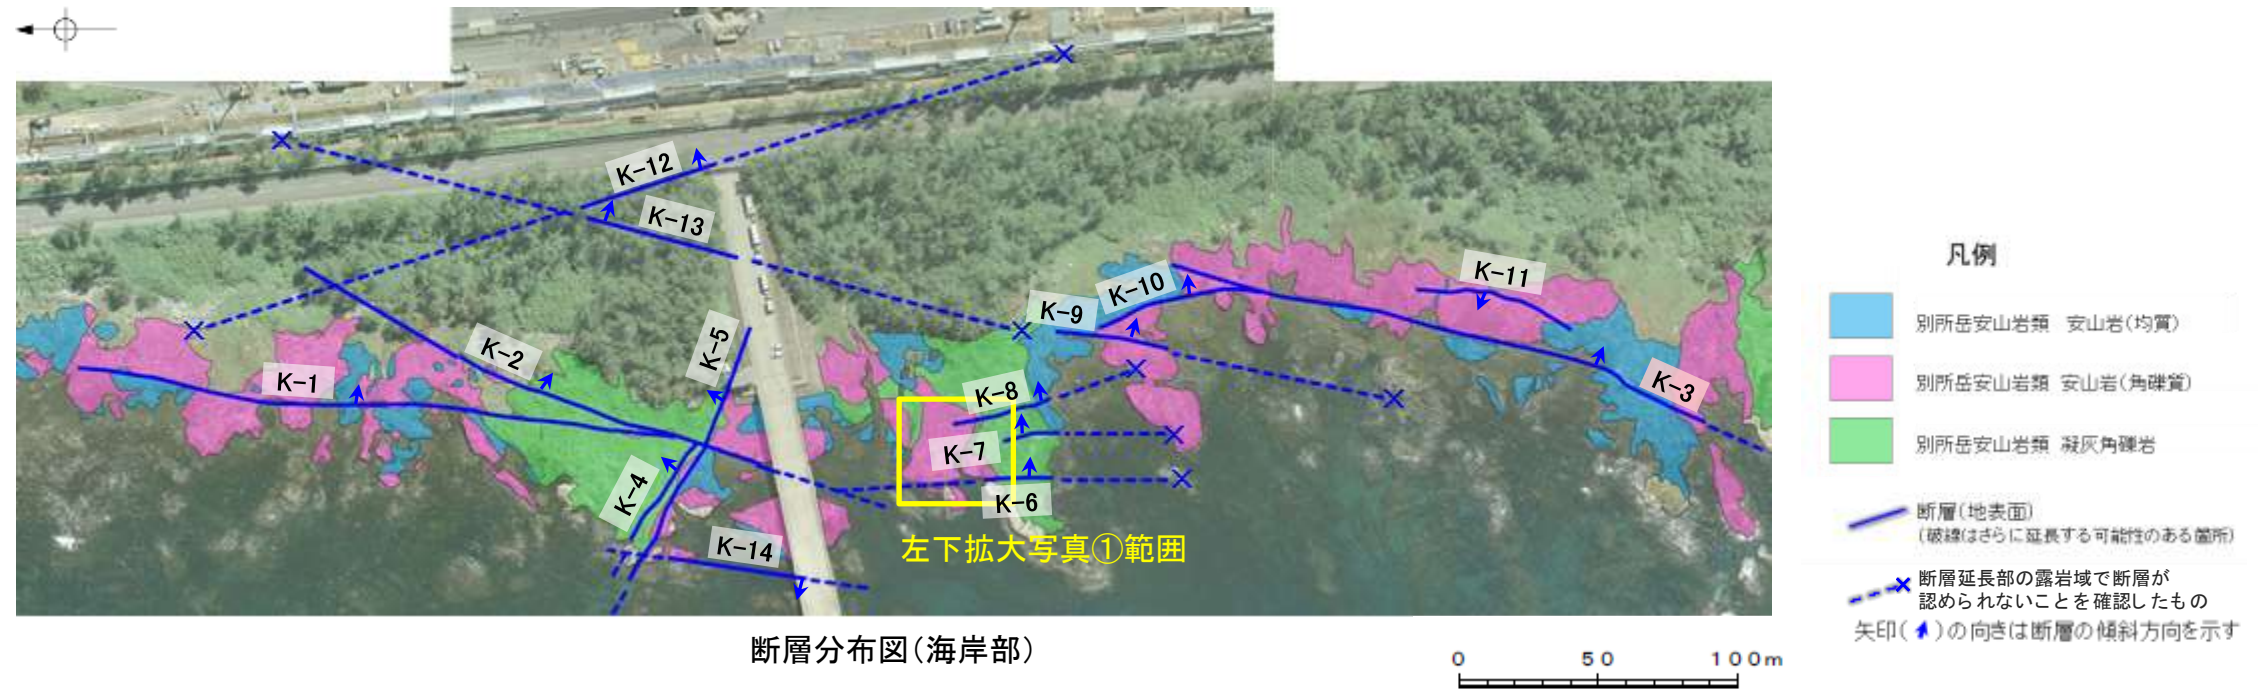 K-12
K-13
K-11
K-10
K-9
K-5
K-2
K-1
K-3
K-8
K-7
K-4
K-6
K-14
左下拡大写真①範囲
断層分布図(海岸部)
0 50 100m
凡例
別所岳安山岩類 安山岩(均質)
別所岳安山岩類 安山岩(角礫質)
別所岳安山岩類 凝灰角礫岩
断層(地表面)
(破線はさらに延長する可能性のある箇所)
断層延長部の露岩域で断層が
認められないことを確認したもの
矢印( )の向きは断層の傾斜方向を示す